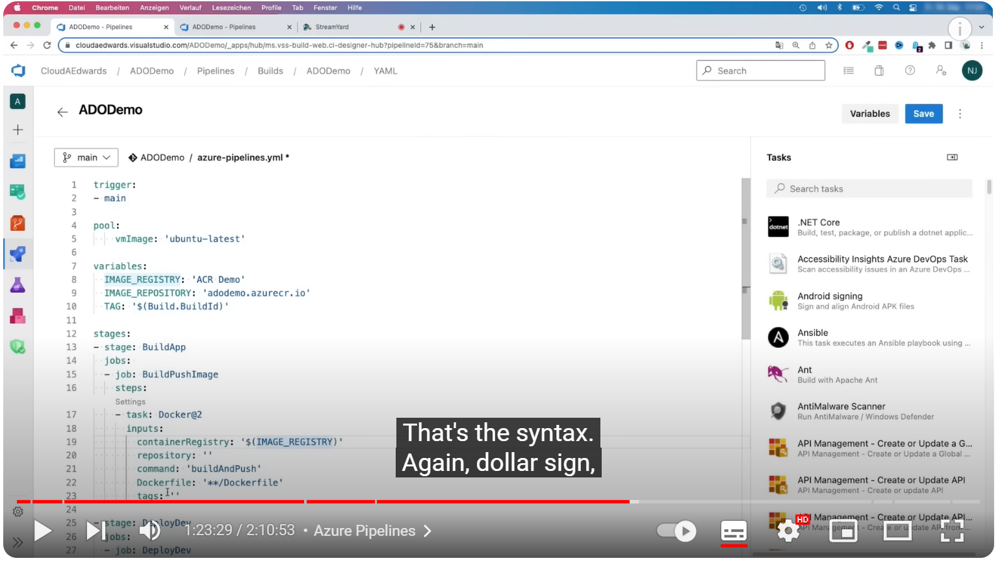 Chrome Datei Bearbeiten Anzeigen Verlauf Lesezeichen Profile Tab Fenster Hilfe
ADODemo - Pipelines
ADODemo - Pipelines
StreamYard
cloudaedwards.visualstudio.com/ADODemo/_apps/hub/ms.vss-build-web.ci-designer-hub?pipelineId=75&branch=main
2
CloudAEdwards / ADODemo / Pipelines / Builds / ADODemo / YAML
Search
NJ
A
ADODemo
Variables
Save
main
ADODemo / azure-pipelines.yml *
1 trigger:
2 - main
3
4 pool:
5 vmImage: 'ubuntu-latest'
6
7 variables:
8 IMAGE_REGISTRY: 'ACR Demo'
9 IMAGE_REPOSITORY: 'adodemo.azurecr.io'
10 TAG: '$(Build.BuildId)'
11
12 stages:
13 - stage: BuildApp
14 jobs:
15 - job: BuildPushImage
16 steps:
Settings
17 - task: Docker@2
18 inputs:
19 containerRegistry: '$(IMAGE_REGISTRY)'
20 repository: ''
21 command: 'buildAndPush'
22 Dockerfile: '**/Dockerfile'
23 tags: ''
24
25 - stage: DeployDev
26 jobs:
27 - job: DeployDev
Tasks
Search tasks
dotnet
.NET Core
Build, test, package, or publish a dotnet applic...
Accessibility Insights Azure DevOps Task
Scan accessibility issues in an Azure DevOps ...
Android signing
Sign and align Android APK files
Ansible
This task executes an Ansible playbook using ...
Ant
Build with Apache Ant
AntiMalware Scanner
Run AntiMalware / Windows Defender
API Management - Create or Update a G...
API Management - Create or Update a Global ...
API Management - Create or Update API
API Management - Create or update API
API Management - Create or Update API...
API Management - Create or update API from ...
That's the syntax.
Again, dollar sign,
1:23:29 / 2:10:53 • Azure Pipelines
HD